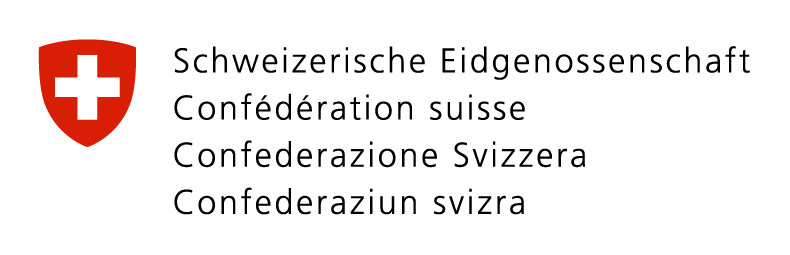 Schweizerische Eidgenossenschaft
Confédération suisse
Confederazione Svizzera
Confederaziun svizra